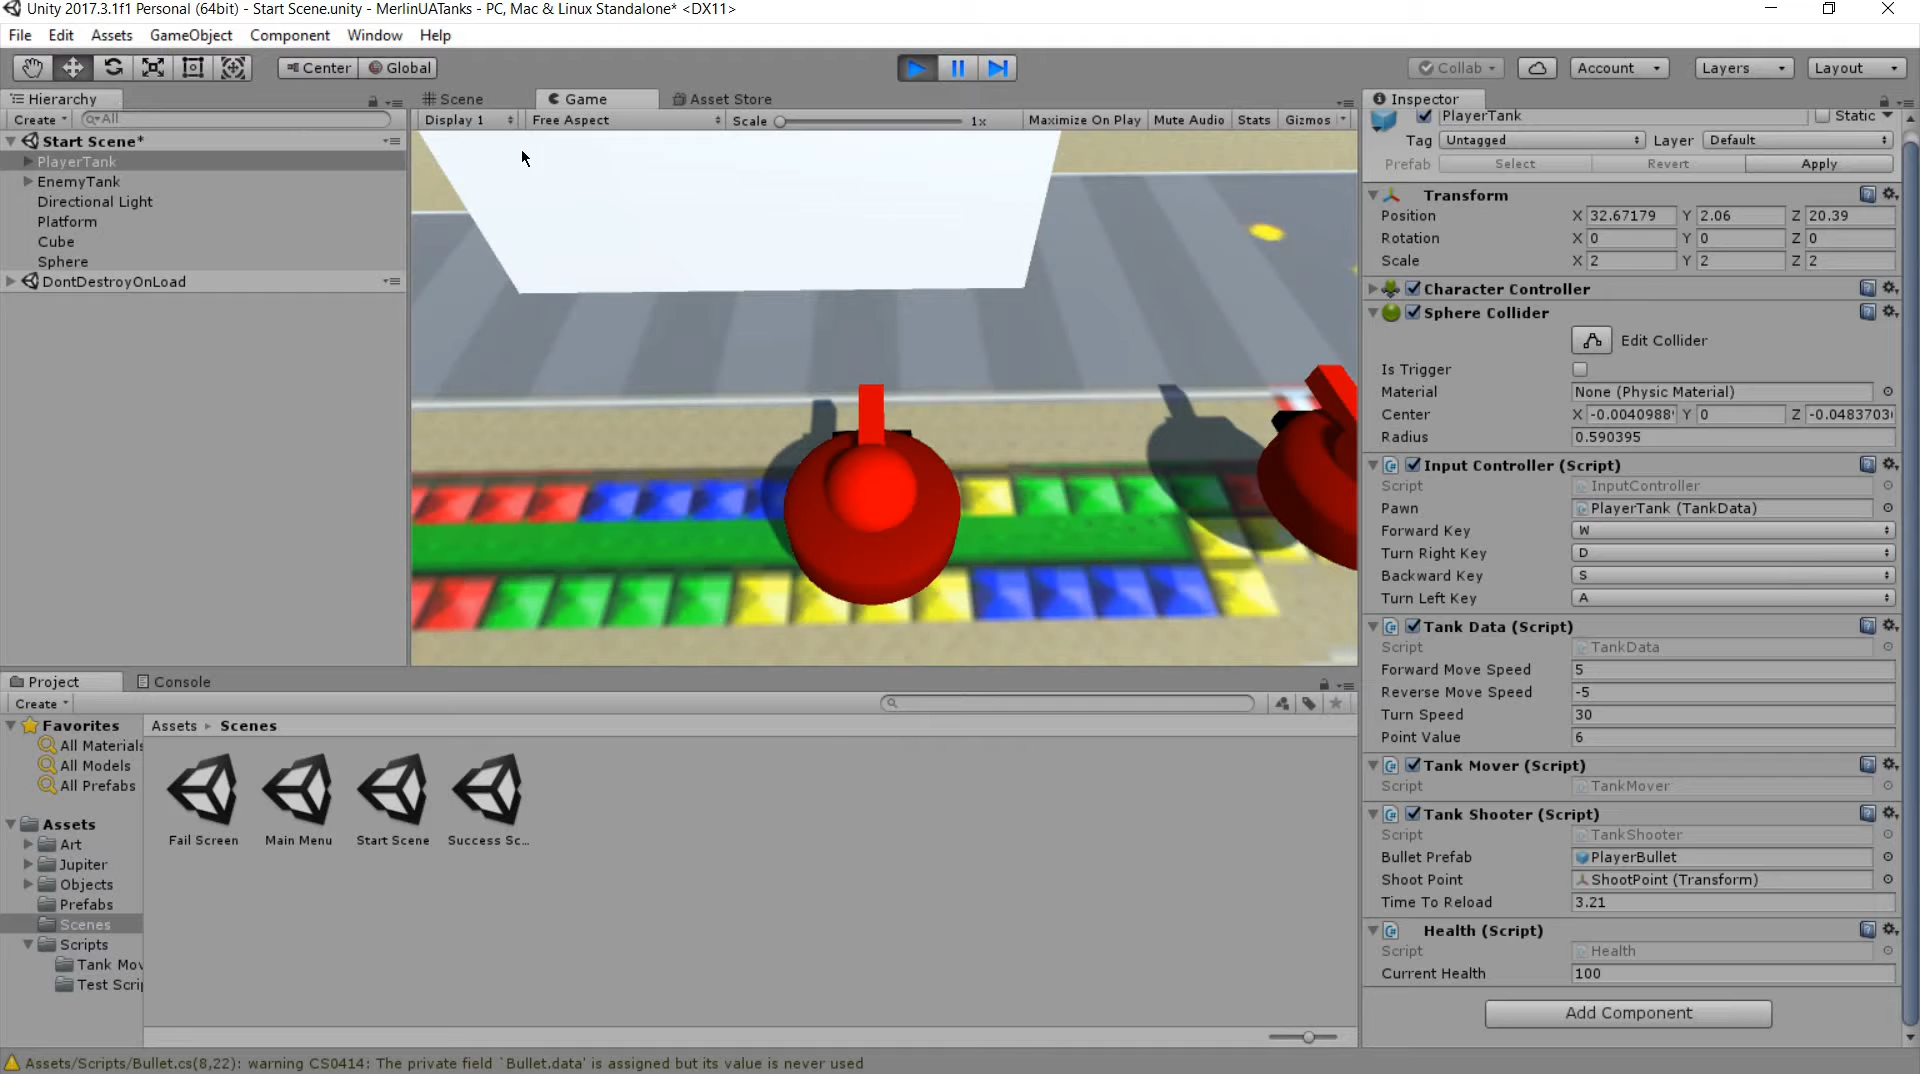 Unity 2017.3.1f1 Personal (64bit) - Start Scene.unity - MerlinUATanks - PC, Mac & Linux Standalone* <DX11>
File Edit Assets GameObject Component Window Help
Center Global Collab Account Layers Layout
Hierarchy
Create All
Start Scene*
PlayerTank
EnemyTank
Directional Light
Platform
Cube
Sphere
DontDestroyOnLoad
Scene Game Asset Store
Display 1 Free Aspect Scale 1x Maximize On Play Mute Audio Stats Gizmos
Inspector
PlayerTank Static
Tag Untagged Layer Default
Prefab Select Revert Apply
Transform
Position X 32.67179 Y 2.06 Z 20.39
Rotation X 0 Y 0 Z 0
Scale X 2 Y 2 Z 2
Character Controller
Sphere Collider
Edit Collider
Is Trigger
Material None (Physic Material)
Center X -0.0040988 Y 0 Z -0.0483703
Radius 0.590395
Input Controller (Script)
Script InputController
Pawn PlayerTank (TankData)
Forward Key W
Turn Right Key D
Backward Key S
Turn Left Key A
Tank Data (Script)
Script TankData
Forward Move Speed 5
Reverse Move Speed -5
Turn Speed 30
Point Value 6
Tank Mover (Script)
Script TankMover
Tank Shooter (Script)
Script TankShooter
Bullet Prefab PlayerBullet
Shoot Point ShootPoint (Transform)
Time To Reload 3.21
Health (Script)
Script Health
Current Health 100
Add Component
Project Console
Create
Favorites
All Materials
All Models
All Prefabs
Assets
Art
Jupiter
Objects
Prefabs
Scenes
Scripts
Tank Mov
Test Scri
Assets ▸ Scenes
Fail Screen Main Menu Start Scene Success Sc...
Assets/Scripts/Bullet.cs(8,22): warning CS0414: The private field `Bullet.data' is assigned but its value is never used